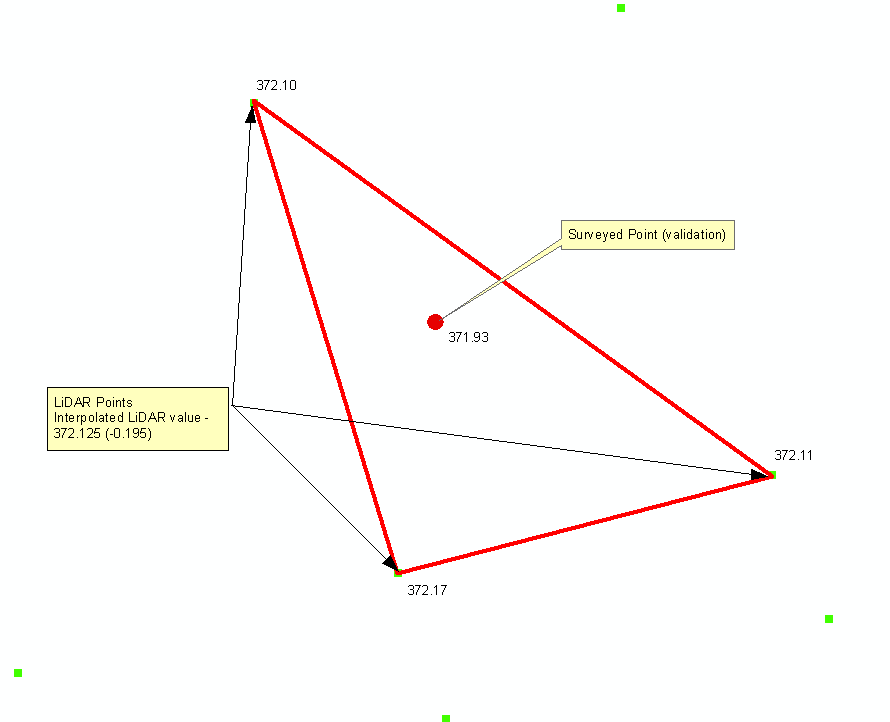 372.10
Surveyed Point (validation)
371.93
LiDAR Points
Interpolated LiDAR value -
372.125 (-0.195)
372.11
372.17